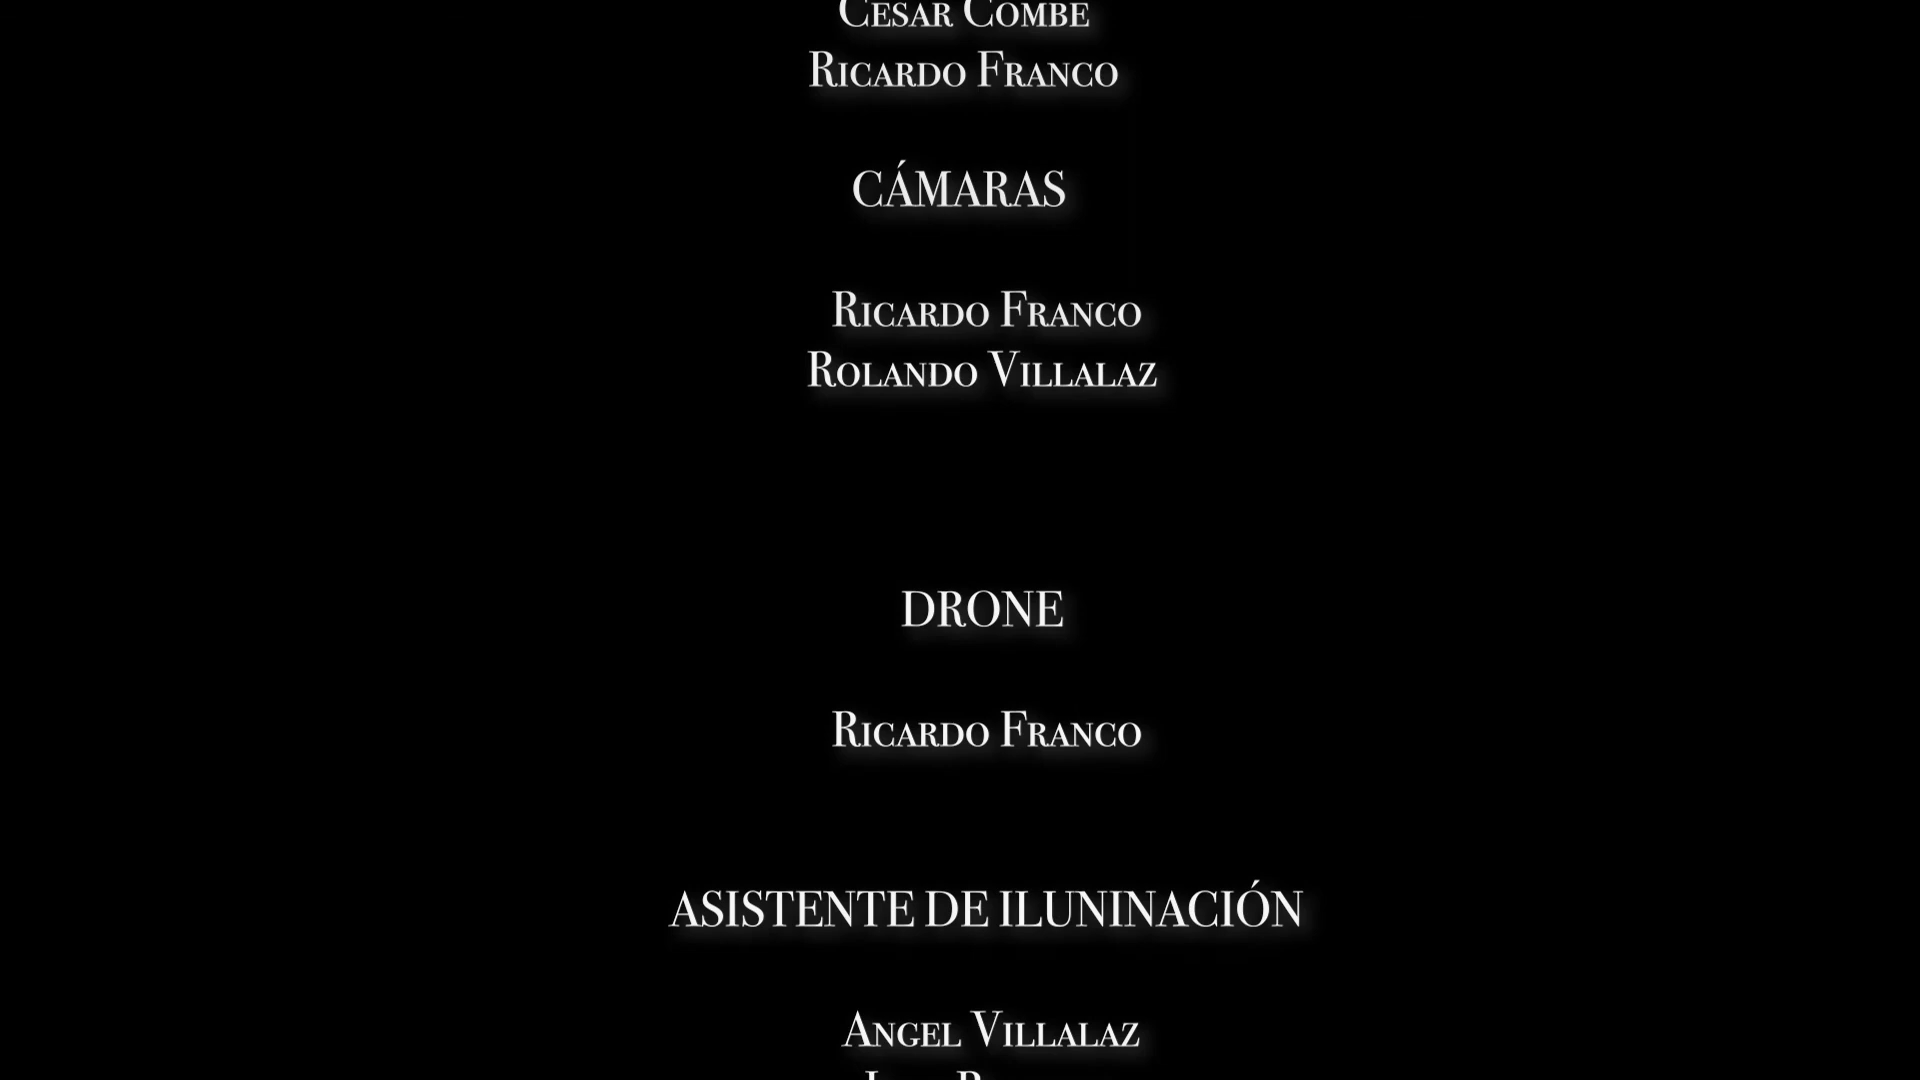 Cesar Combe
Ricardo Franco
CÁMARAS
Ricardo Franco
Rolando Villalaz
DRONE
Ricardo Franco
ASISTENTE DE ILUNINACIÓN
Angel Villalaz